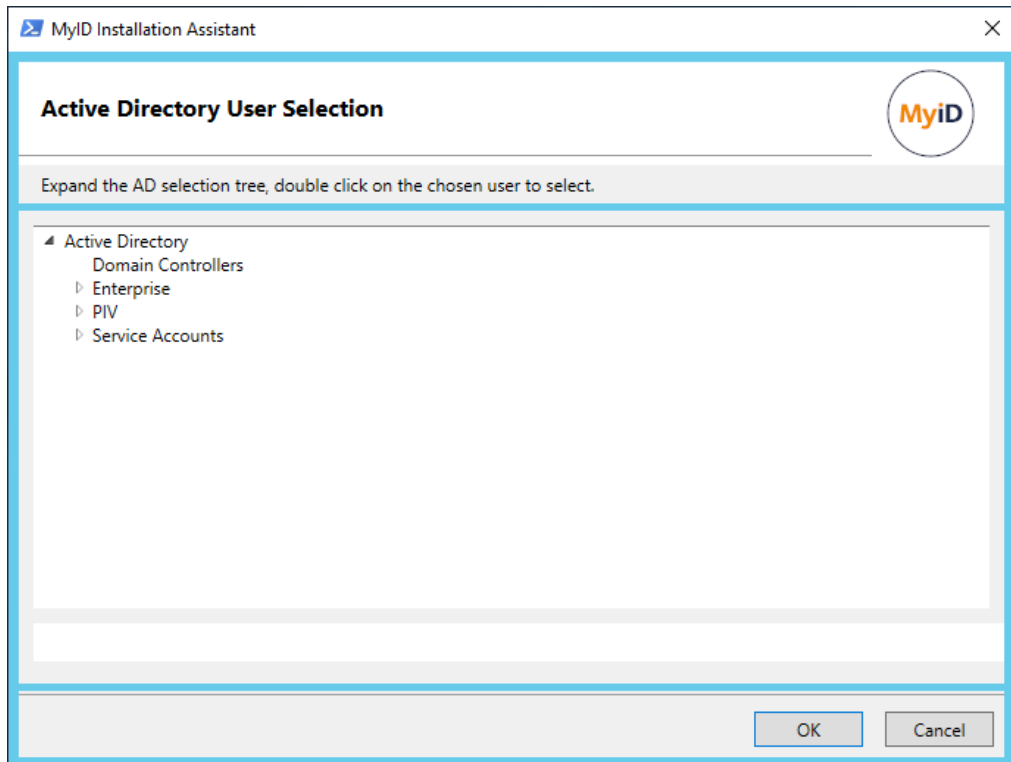 MyID Installation Assistant
Active Directory User Selection
MyiD
Expand the AD selection tree, double click on the chosen user to select.
Active Directory
Domain Controllers
Enterprise
PIV
Service Accounts
OK
Cancel